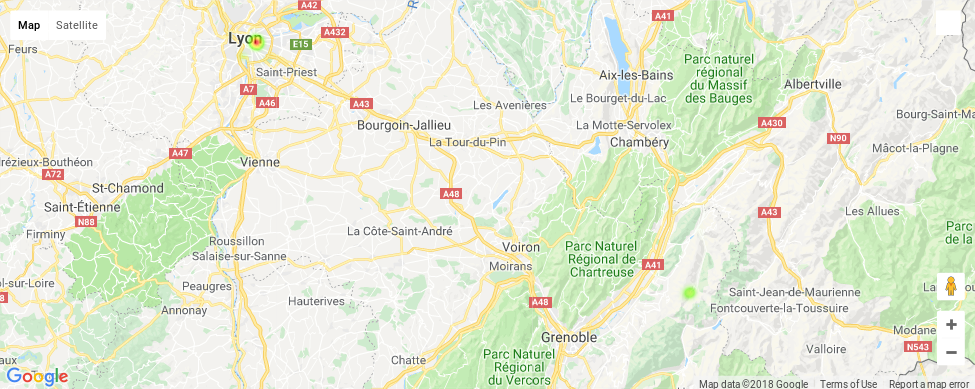 Map Satellite
A42
A432
R
A41
Feurs
Lyon
E15
Saint-Priest
Parc naturel
régional
du Massif
des Bauges
Aix-les-Bains
Albertville
A7
A46
A43
Les Avenières
Le Bourget-du-Lac
Bourgoin-Jallieu
La Motte-Servolex
A430
Bourg-Saint-Ma
La Tour-du-Pin
Chambéry
N90
Mâcot-la-Plagne
A47
rézieux-Bouthéon
Vienne
A72
St-Chamond
A48
A41
Saint-Étienne
N88
A43
Les Allues
Firminy
La Côte-Saint-André
Parc
de la
Roussillon
Salaise-sur-Sanne
Voiron
Parc Naturel
Régional de
Chartreuse
Moirans
A41
ol-sur-Loire
Peaugres
Saint-Jean-de-Maurienne
8
Hauterives
A48
Fontcouverte-la-Toussuire
Annonay
Grenoble
Modane
Valloire
N543
Chatte
Parc Naturel
Régional
du Vercors
aux
Google
Map data ©2018 Google Terms of Use Report a map erro